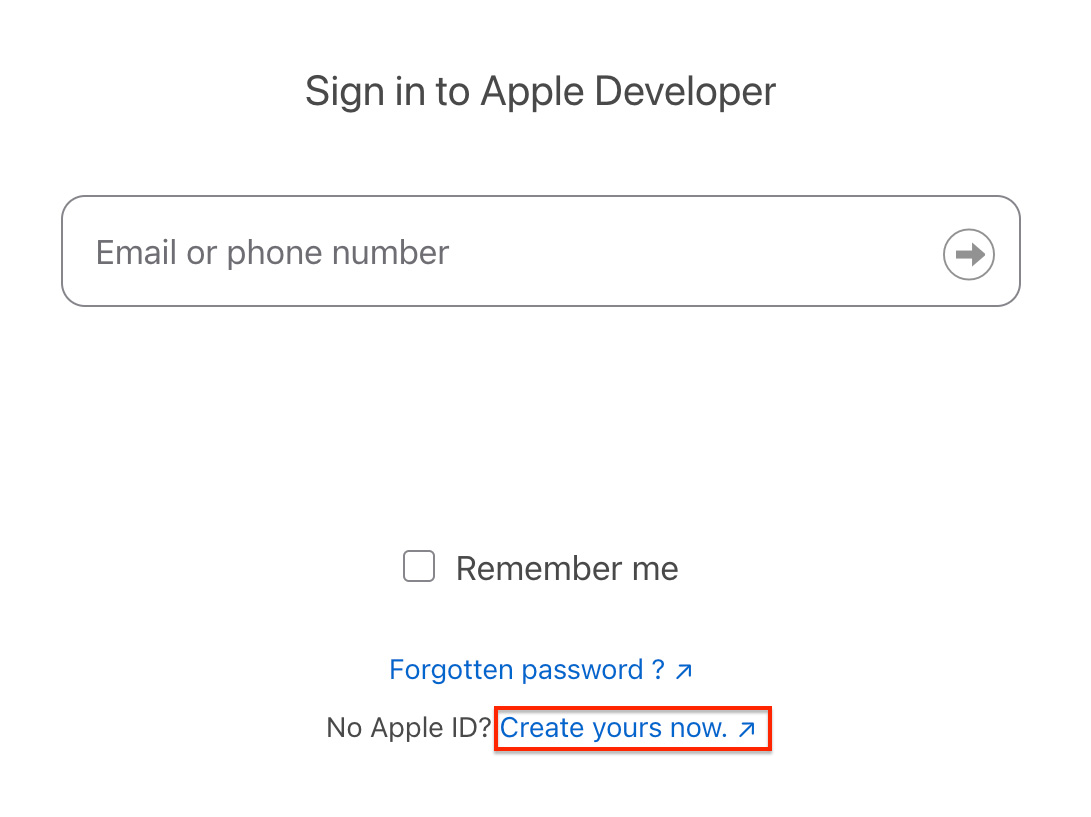 Sign in to Apple Developer
Email or phone number
Remember me
Forgotten password ? ↗
No Apple ID? Create yours now. ↗